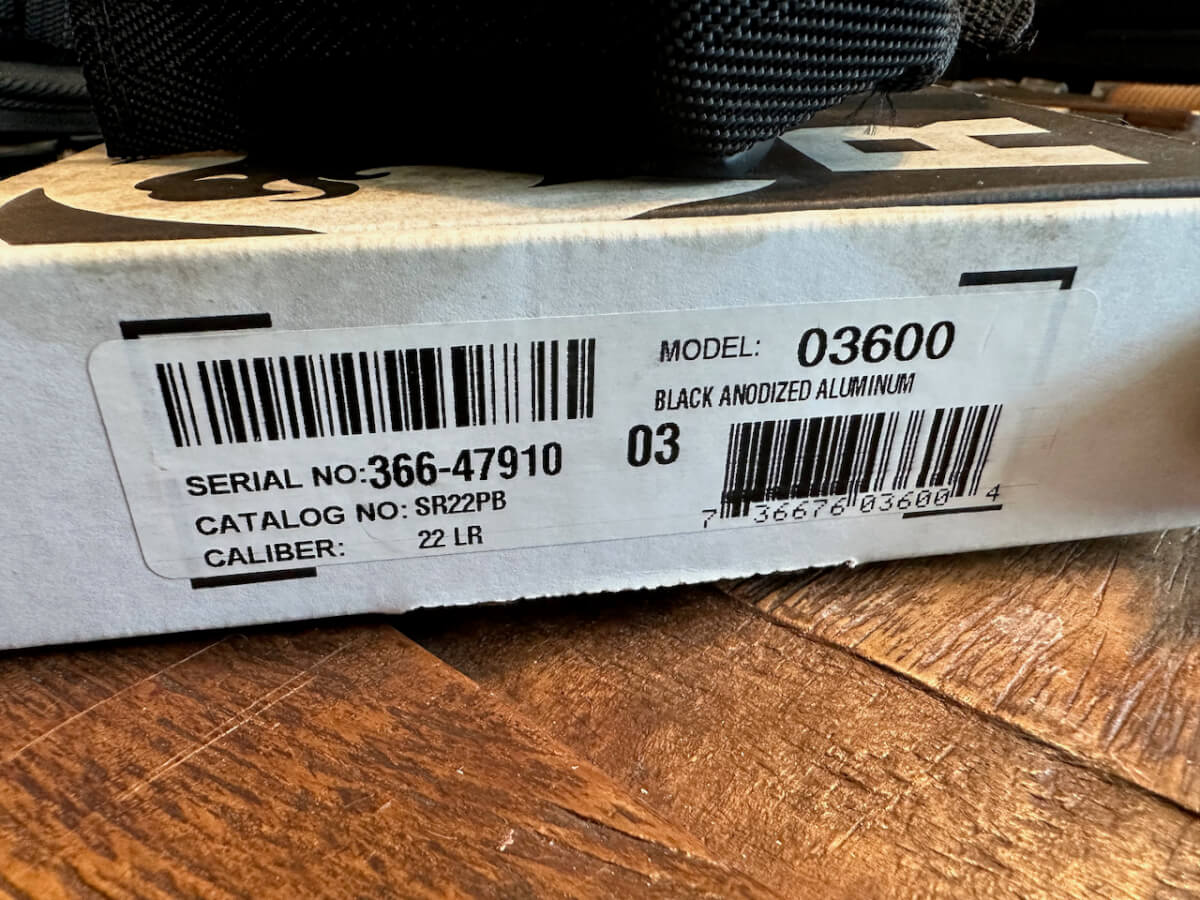 SERIAL NO: 366-47910
CATALOG NO: SR22PB
CALIBER: 22 LR
MODEL: 03600
BLACK ANODIZED ALUMINUM
03
7 36676 03600 4